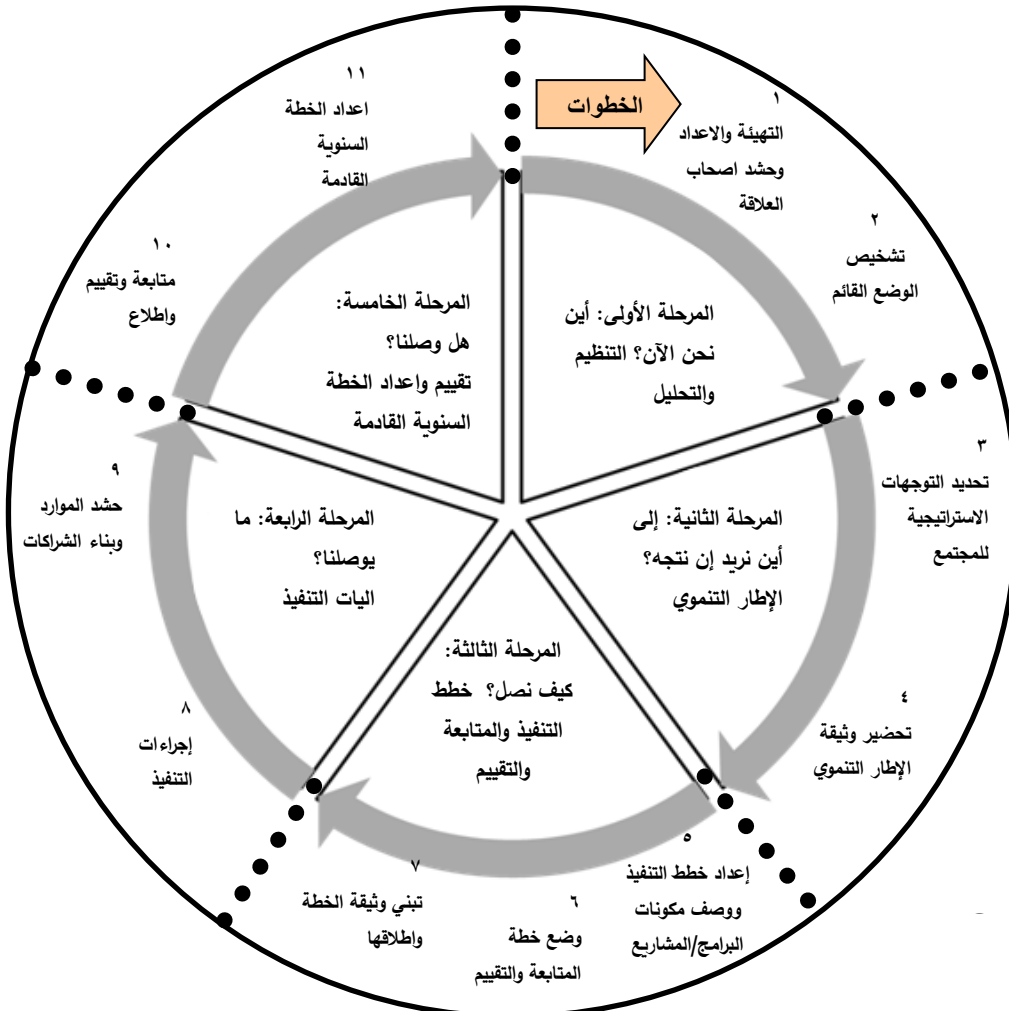 الخطوات
١
التهيئة والاعداد
وحشد اصحاب
العلاقة
٢
تشخيص
الوضع القائم
المرحلة الأولى: أين
نحن الآن؟ التنظيم
والتحليل
٣
تحديد التوجهات
الاستراتيجية
للمجتمع
٤
تحضير وثيقة
الإطار التنموي
المرحلة الثانية: إلى
أين نريد إن نتجه؟
الإطار التنموي
٥
إعداد خطط التنفيذ
ووصف مكونات
البرامج/المشاريع
٦
وضع خطة
المتابعة والتقييم
٧
تبني وثيقة الخطة
واطلاقها
المرحلة الثالثة:
كيف نصل؟ خطط
التنفيذ والمتابعة
والتقييم
٨
إجراءات
التنفيذ
٩
حشد الموارد
وبناء الشراكات
المرحلة الرابعة: ما
يوصلنا؟
اليات التنفيذ
١٠
متابعة وتقييم
واطلاع
١١
اعداد الخطة
السنوية
القادمة
المرحلة الخامسة:
هل وصلنا؟
تقييم واعداد الخطة
السنوية القادمة